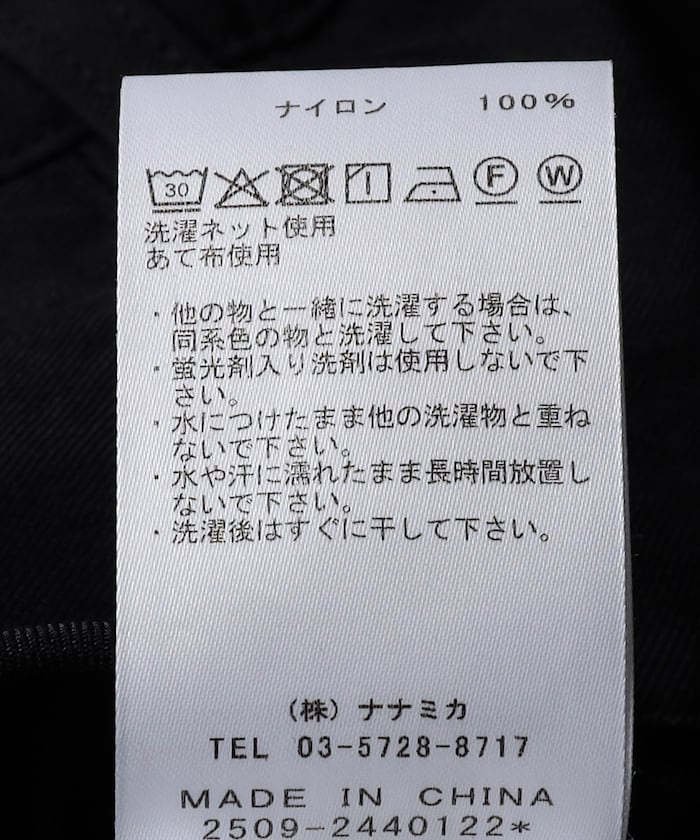 ナイロン 100%
30 F W
洗濯ネット使用
あて布使用
・他の物と一緒に洗濯する場合は、
同系色の物と洗濯して下さい。
・蛍光剤入り洗剤は使用しないで下
さい。
・水につけたまま他の洗濯物と重ね
ないで下さい。
・水や汗に濡れたまま長時間放置し
ないで下さい。
・洗濯後はすぐに干して下さい。
(株)ナナミカ
TEL 03-5728-8717
MADE IN CHINA
2509-2440122*